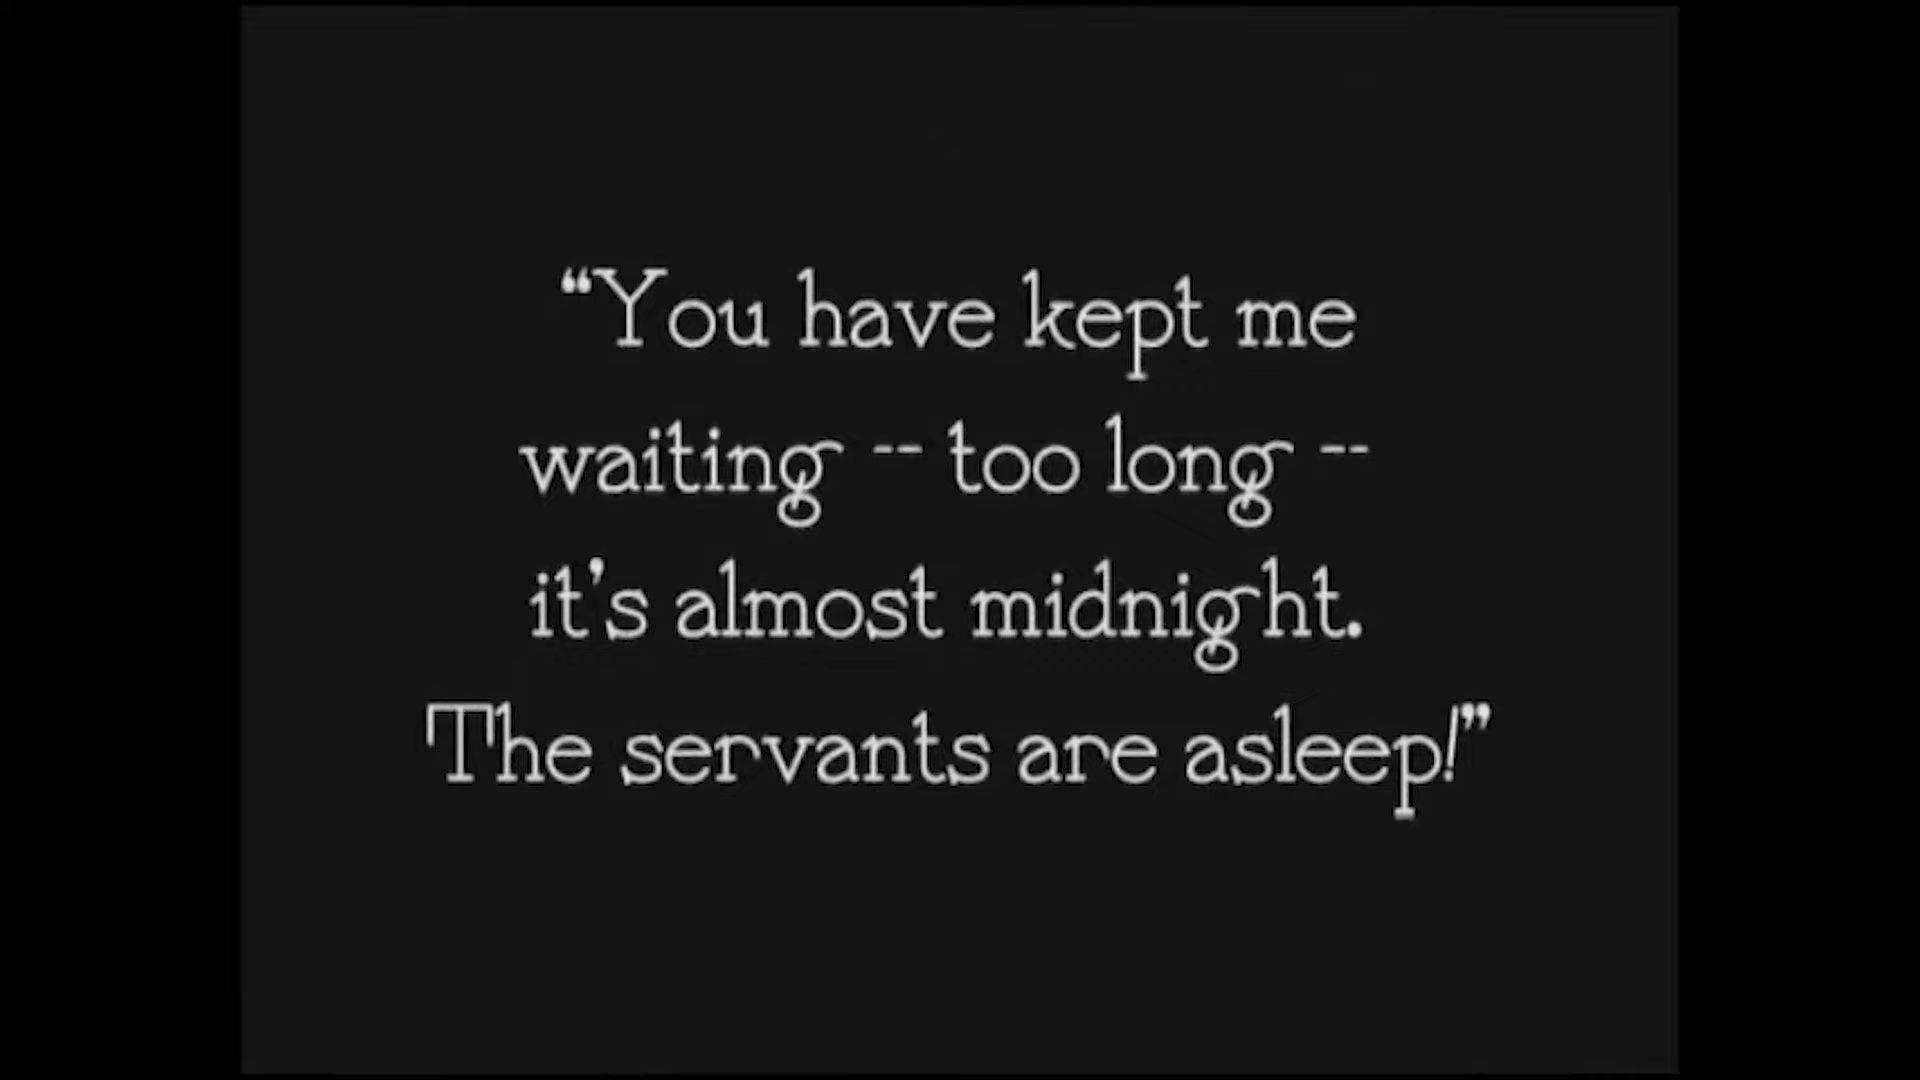 “You have kept me
waiting -- too long --
it’s almost midnight.
The servants are asleep!”